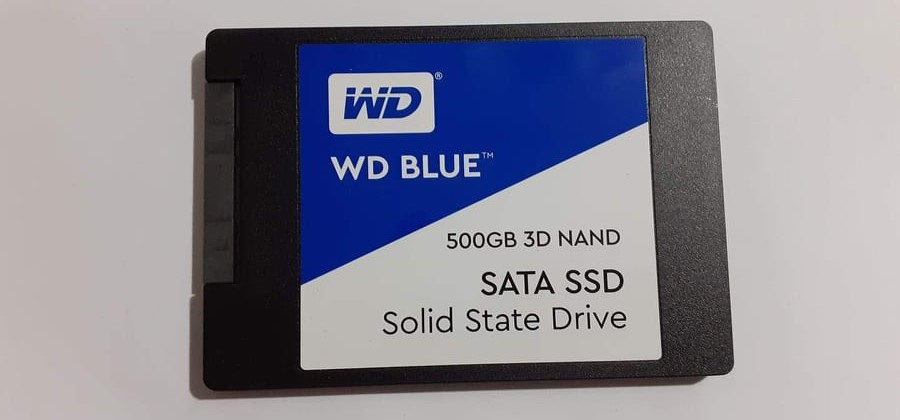 WD®
WD BLUE™
500GB 3D NAND
SATA SSD
Solid State Drive